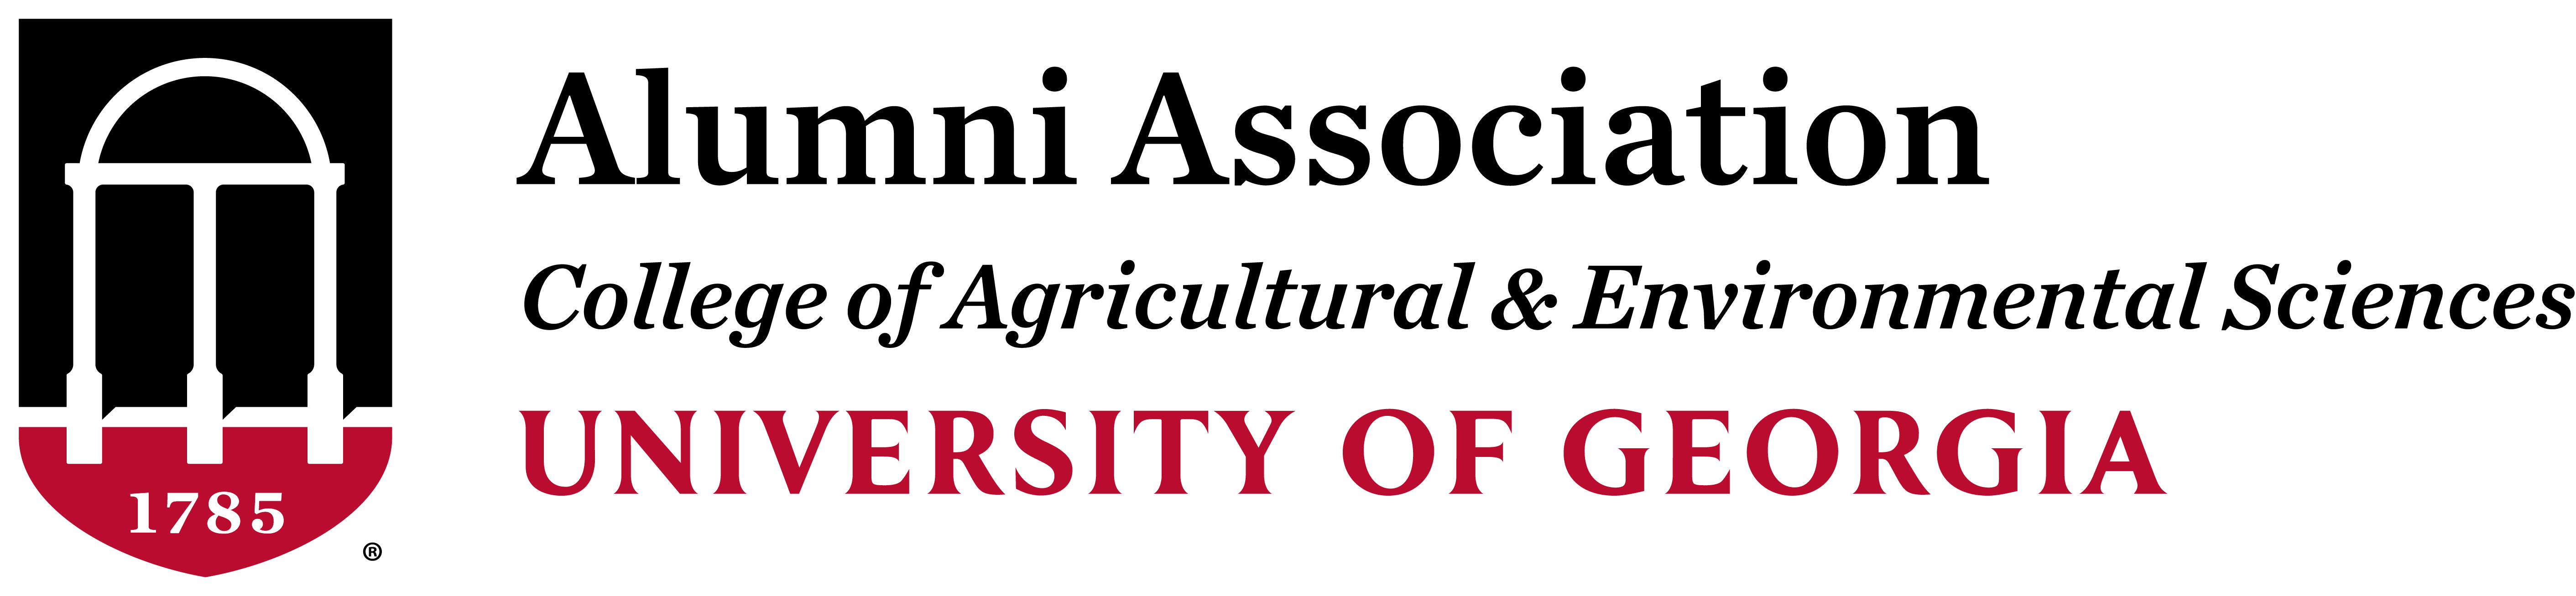 Alumni Association
College of Agricultural & Environmental Sciences
UNIVERSITY OF GEORGIA
1785
®